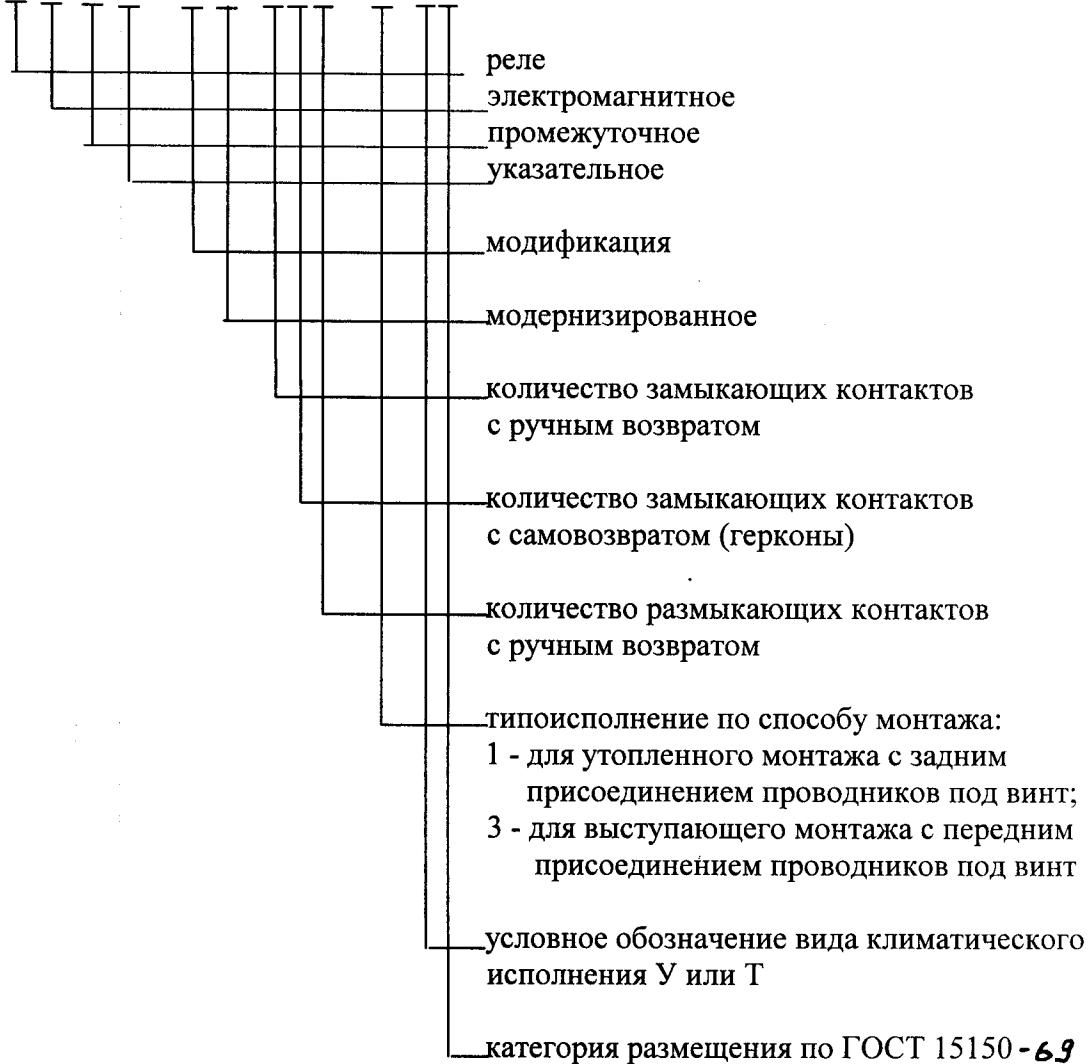 реле
электромагнитное
промежуточное
указательное
модификация
модернизированное
количество замыкающих контактов
с ручным возвратом
количество замыкающих контактов
с самовозвратом (герконы)
количество размыкающих контактов
с ручным возвратом
типоисполнение по способу монтажа:
1 - для утопленного монтажа с задним
присоединением проводников под винт;
3 - для выступающего монтажа с передним
присоединением проводников под винт
условное обозначение вида климатического
исполнения У или Т
категория размещения по ГОСТ 15150-69